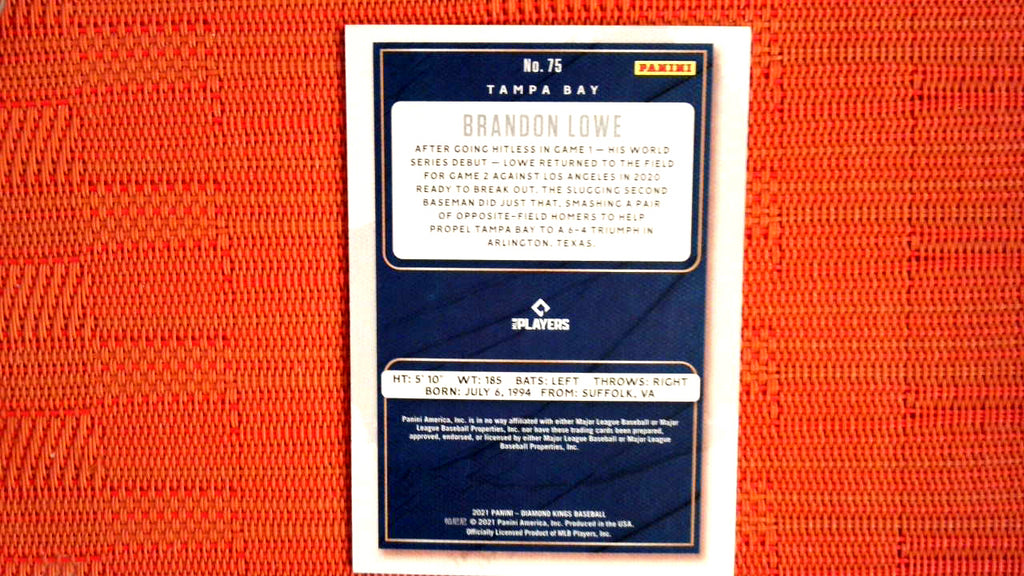 No. 75
PANINI
TAMPA BAY
BRANDON LOWE
AFTER GOING HITLESS IN GAME 1 – HIS WORLD
SERIES DEBUT – LOWE RETURNED TO THE FIELD
FOR GAME 2 AGAINST LOS ANGELES IN 2020
READY TO BREAK OUT. THE SLUGGING SECOND
BASEMAN DID JUST THAT, SMASHING A PAIR
OF OPPOSITE-FIELD HOMERS TO HELP
PROPEL TAMPA BAY TO A 6-4 TRIUMPH IN
ARLINGTON, TEXAS.
MLB PLAYERS
HT: 5' 10" WT: 185 BATS: LEFT THROWS: RIGHT
BORN: JULY 6, 1994 FROM: SUFFOLK, VA
Panini America, Inc. is in no way affiliated with either Major League Baseball or Major
League Baseball Properties, Inc. nor have these trading cards been prepared,
approved, endorsed, or licensed by either Major League Baseball or Major League
Baseball Properties, Inc.
2021 PANINI – DIAMOND KINGS BASEBALL
帕尼尼 © 2021 Panini America, Inc. Produced in the USA.
Officially Licensed Product of MLB Players, Inc.